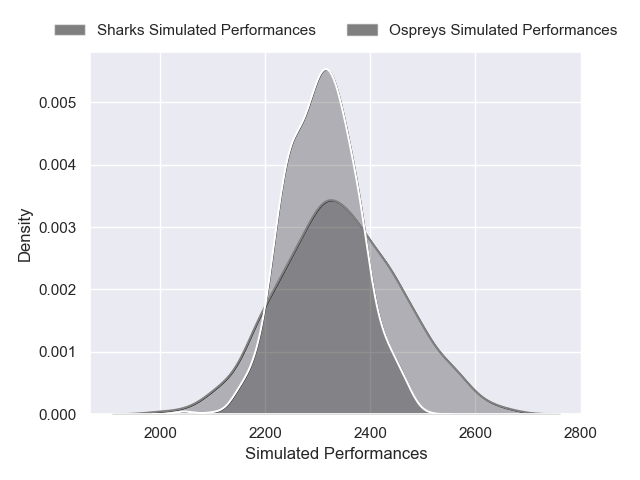 Sharks Simulated Performances Ospreys Simulated Performances
0.005
0.004
0.003
0.002
0.001
0.000
Density
2000 2200 2400 2600 2800
Simulated Performances